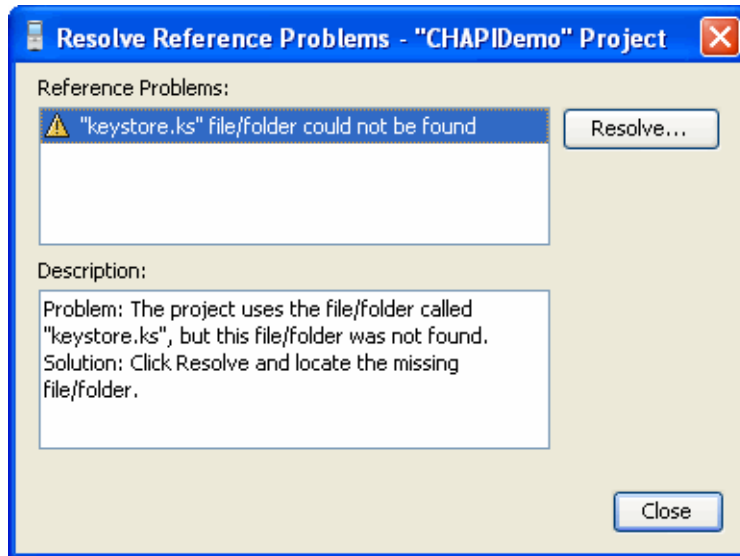 Resolve Reference Problems - "CHAPIDemo" Project
Reference Problems:
"keystore.ks" file/folder could not be found
Resolve...
Description:
Problem: The project uses the file/folder called
"keystore.ks", but this file/folder was not found.
Solution: Click Resolve and locate the missing
file/folder.
Close